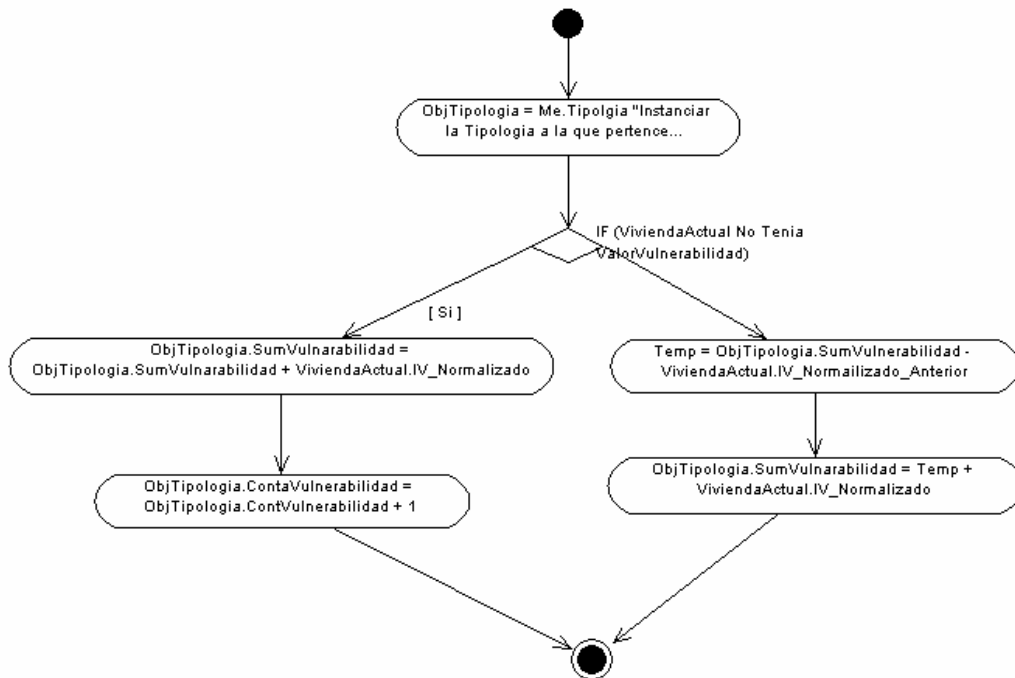 ObjTipologia = Me.Tipolgia "Instanciar
la Tipologia a la que pertence...
IF (ViviendaActual No Tenia
ValorVulnerabilidad)
[ Si ]
ObjTipologia.SumVulnarabilidad =
ObjTipologia.SumVulnarabilidad + ViviendaActual.IV_Normalizado
Temp = ObjTipologia.SumVulnerabilidad -
ViviendaActual.IV_Normailizado_Anterior
ObjTipologia.ContaVulnerabilidad =
ObjTipologia.ContVulnerabilidad + 1
ObjTipologia.SumVulnarabilidad = Temp +
ViviendaActual.IV_Normalizado